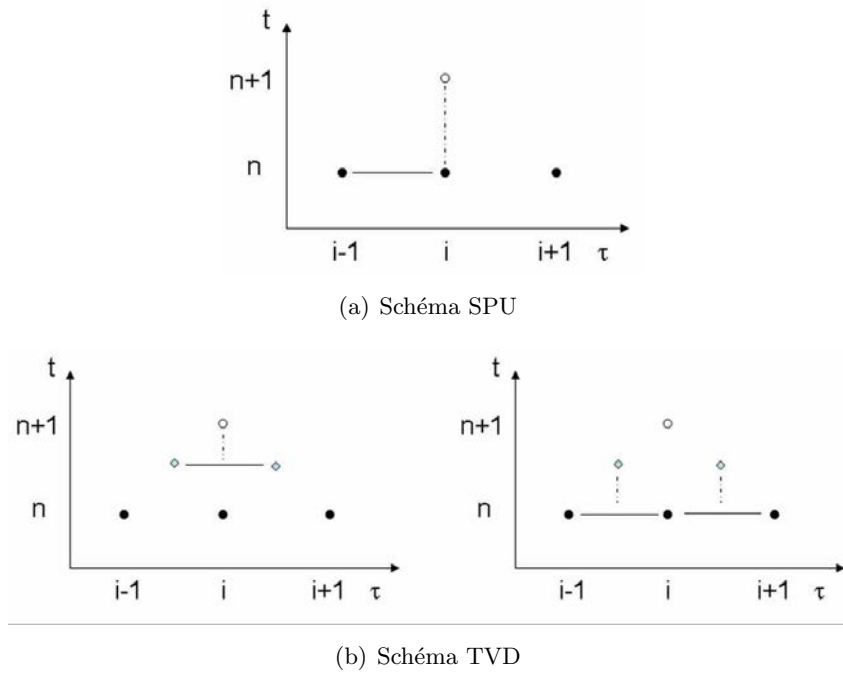 t
n+1
n
i-1 i i+1 τ
(a) Schéma SPU
t t
n+1 n+1
n n
i-1 i i+1 τ i-1 i i+1 τ
(b) Schéma TVD